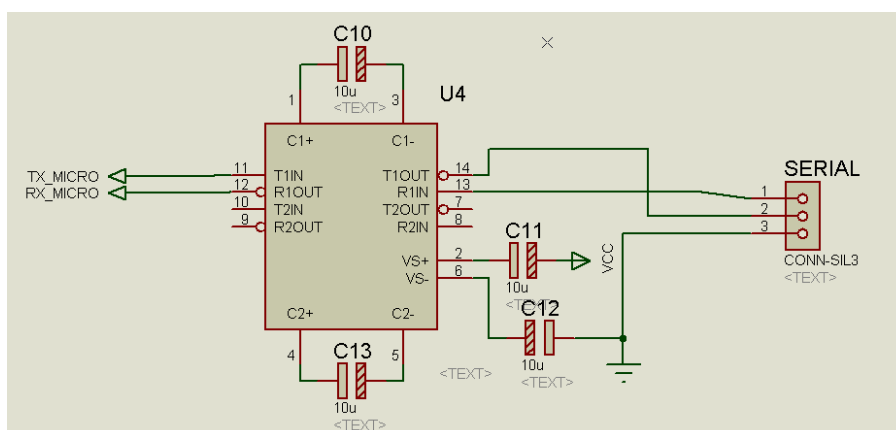 C10
10u
<TEXT>
U4
1
3
C1+
C1-
TX_MICRO
11
T1IN
T1OUT
14
RX_MICRO
12
R1OUT
R1IN
13
10
T2IN
T2OUT
7
9
R2OUT
R2IN
8
SERIAL
1
2
3
CONN-SIL3
<TEXT>
C11
VS+
2
VS-
6
10u
<TEXT>
VCC
C12
10u
<TEXT>
C2+
C2-
4
5
C13
10u
<TEXT>
<TEXT>